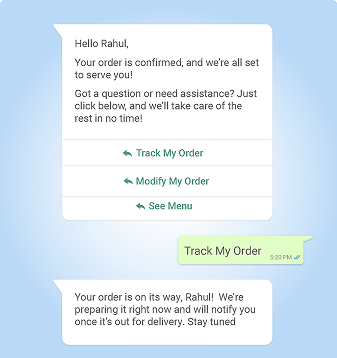 Hello Rahul,
Your order is confirmed, and we're all set
to serve you!
Got a question or need assistance? Just
click below, and we'll take care of the
rest in no time!
Track My Order
Modify My Order
See Menu
Track My Order
5:20 PM
Your order is on its way, Rahul! We're
preparing it right now and will notify you
once it's out for delivery. Stay tuned